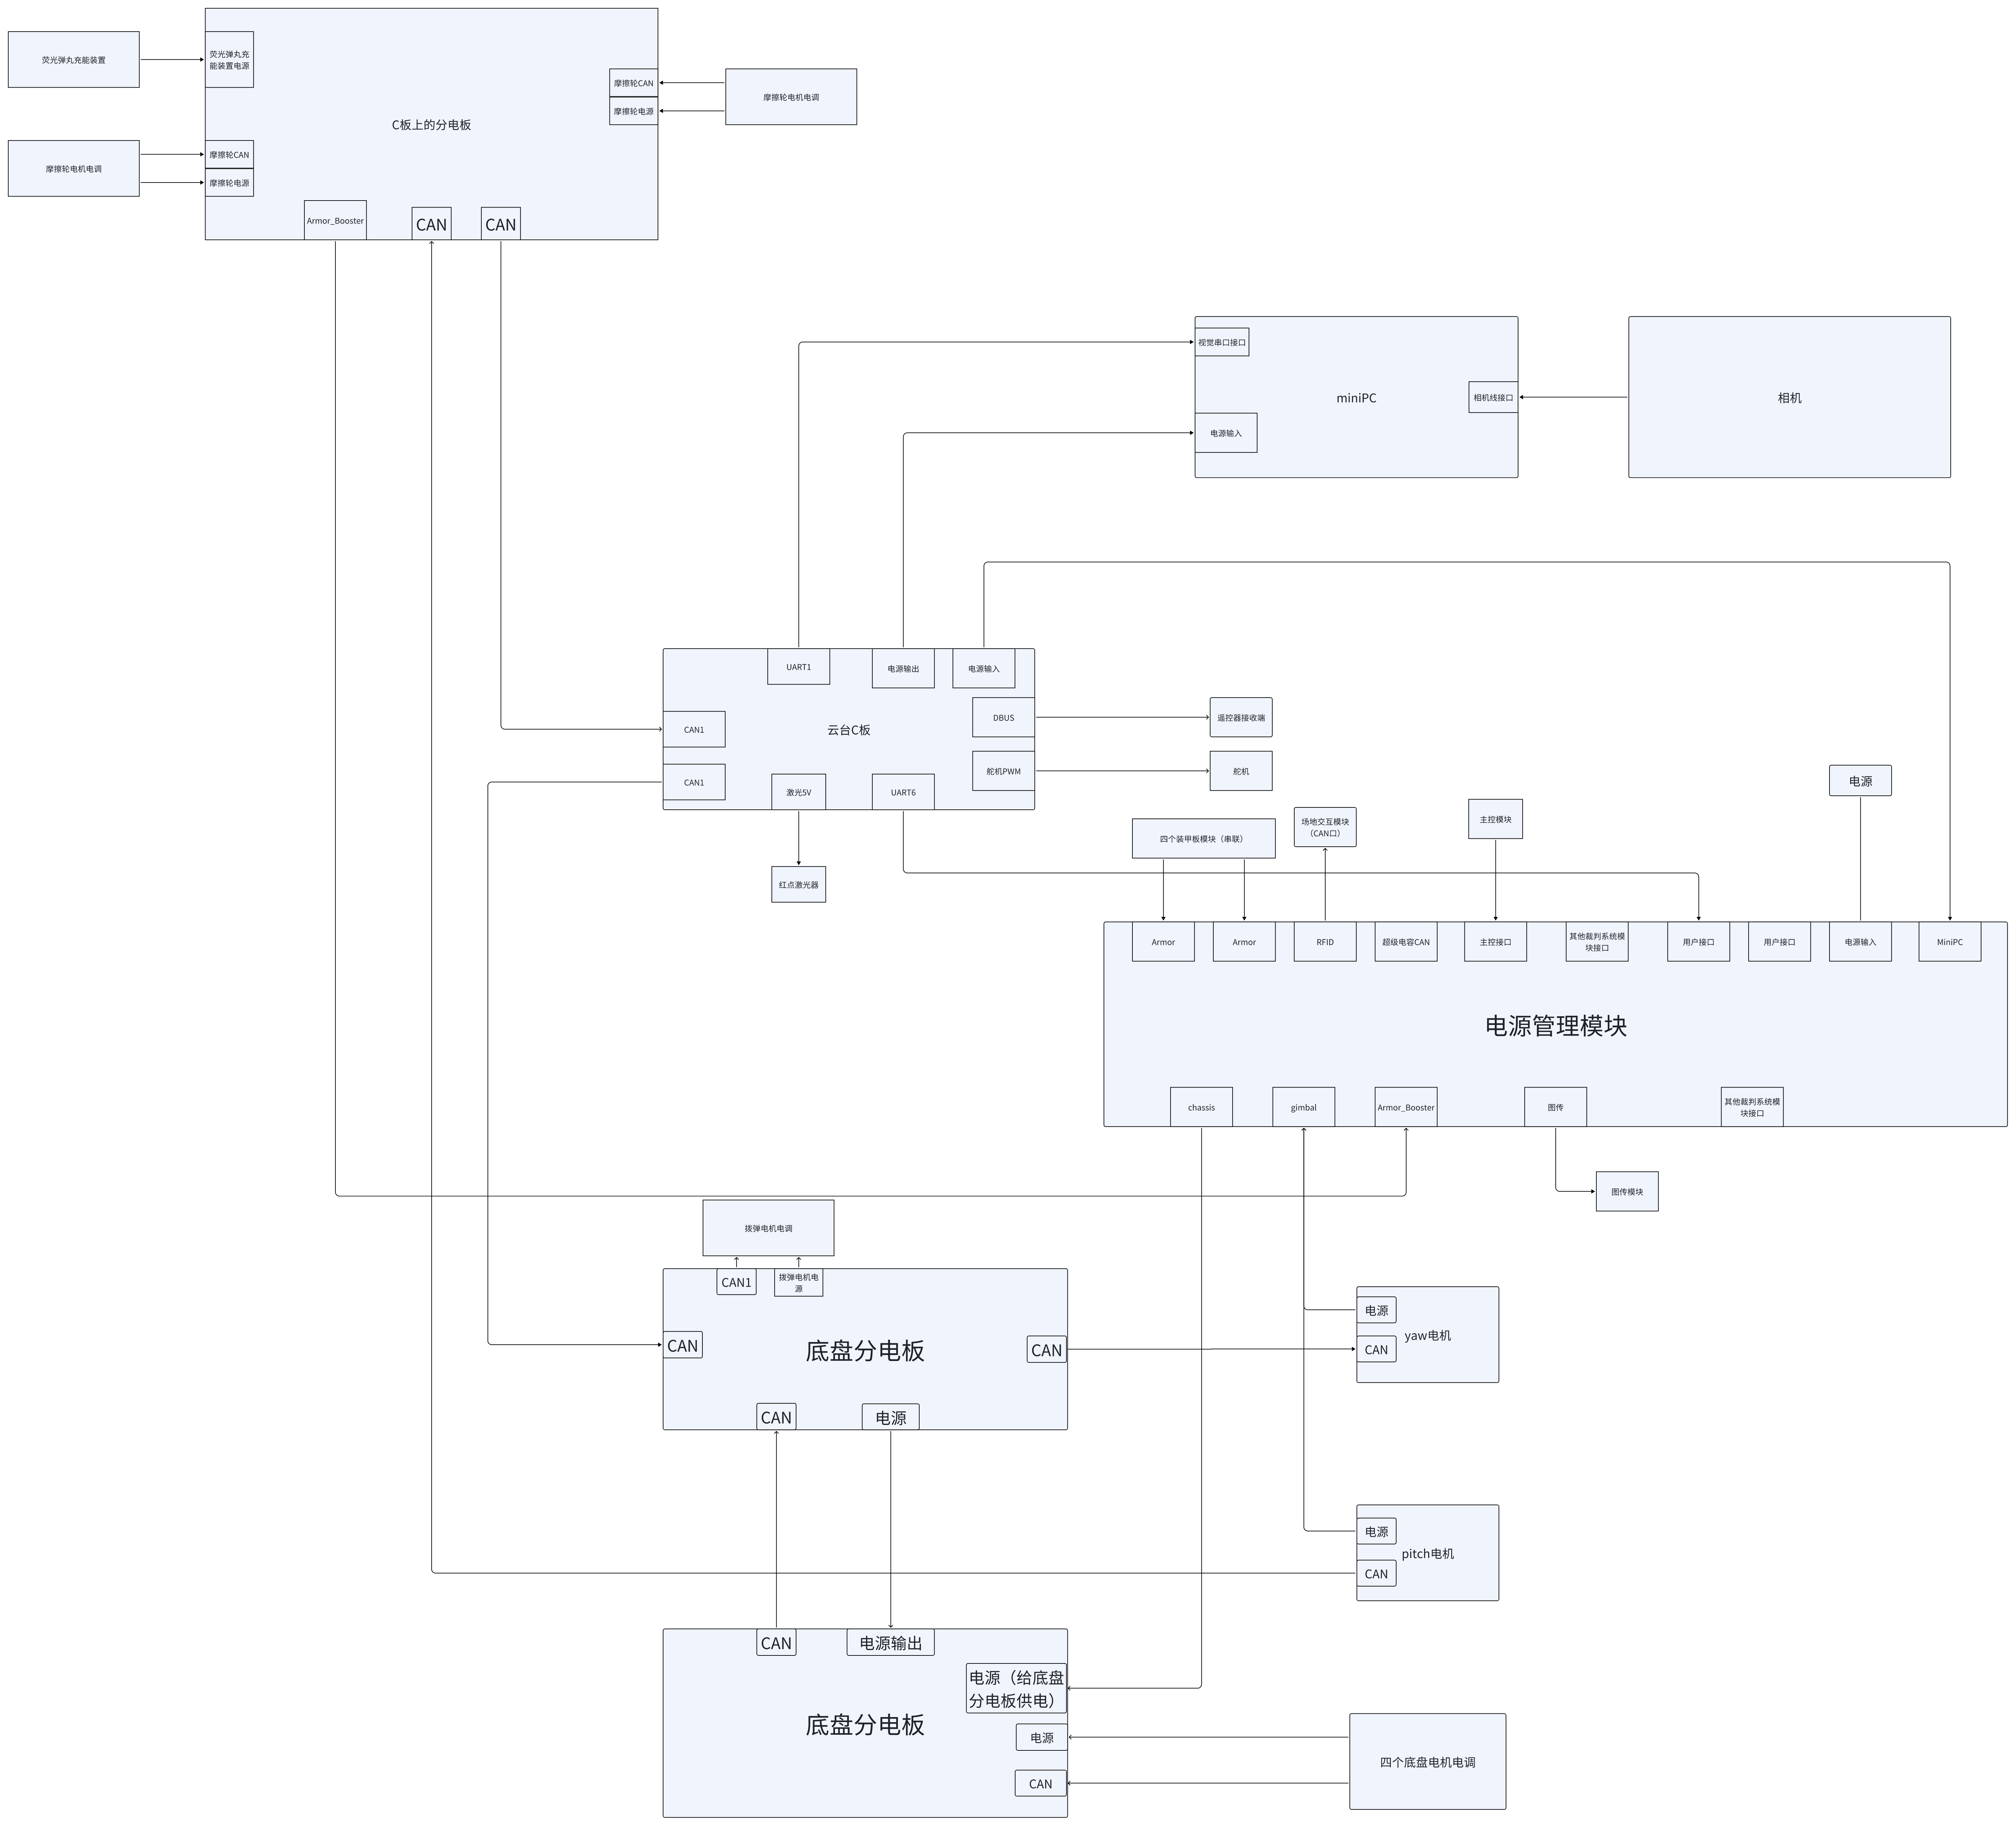 荧光弹丸充能装置
荧光弹丸充
能装置电源
摩擦轮CAN
摩擦轮电源
摩擦轮电机电调
C板上的分电板
摩擦轮电机电调
摩擦轮CAN
摩擦轮电源
Armor_Booster
CAN
CAN
视觉串口接口
miniPC
相机线接口
电源输入
相机
UART1
电源输出
电源输入
CAN1
云台C板
DBUS
遥控器接收端
CAN1
激光5V
UART6
舵机PWM
舵机
红点激光器
四个装甲板模块（串联）
场地交互模块
（CAN口）
主控模块
电源
Armor
Armor
RFID
超级电容CAN
主控接口
其他裁判系统模
块接口
用户接口
用户接口
电源输入
MiniPC
电源管理模块
chassis
gimbal
Armor_Booster
图传
其他裁判系统模
块接口
图传模块
拨弹电机电调
CAN1
拨弹电机电
源
CAN
底盘分电板
CAN
CAN
电源
电源
yaw电机
CAN
电源
pitch电机
CAN
CAN
电源输出
电源（给底盘
分电板供电）
底盘分电板
电源
CAN
四个底盘电机电调